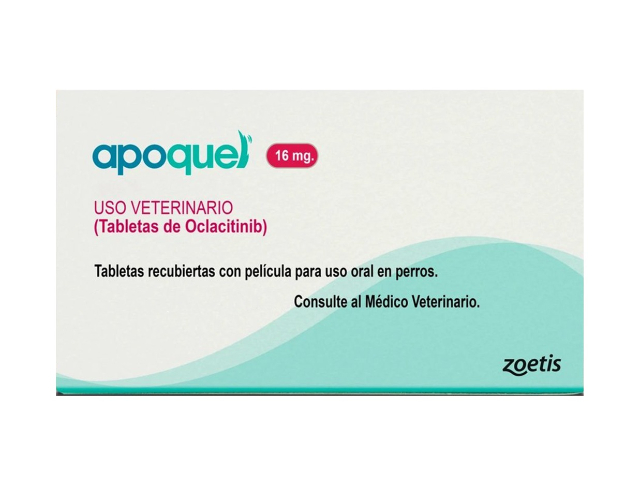 apoquel
16 mg.
USO VETERINARIO
(Tabletas de Oclacitinib)
Tabletas recubiertas con película para uso oral en perros.
Consulte al Médico Veterinario.
zoetis